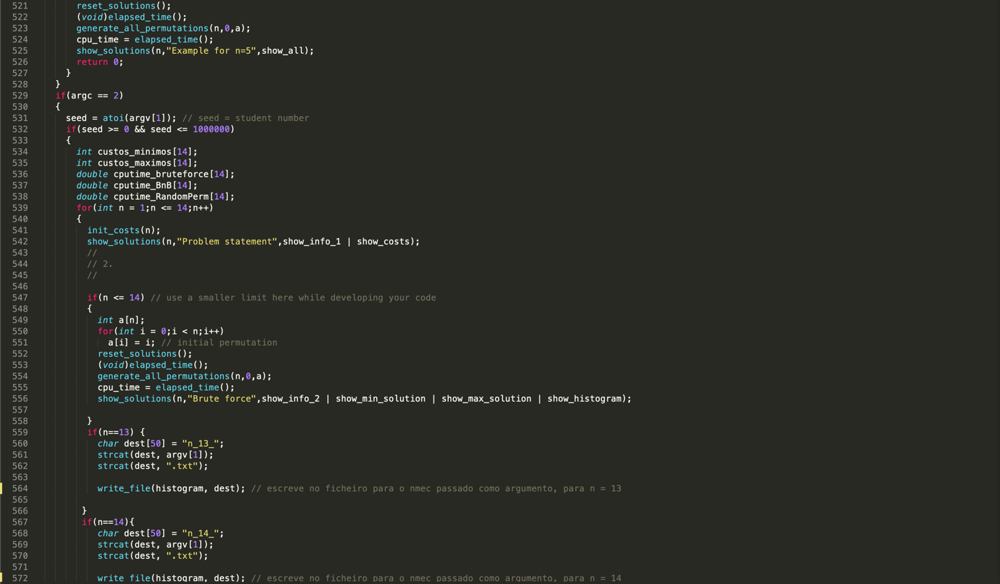 521 reset_solutions();
522 (void)elapsed_time();
523 generate_all_permutations(n,0,a);
524 cpu_time = elapsed_time();
525 show_solutions(n,"Example for n=5",show_all);
526 return 0;
527 }
528 }
529 if(argc == 2)
530 {
531 seed = atoi(argv[1]); // seed = student number
532 if(seed >= 0 && seed <= 1000000)
533 {
534 int custos_minimos[14];
535 int custos_maximos[14];
536 double cputime_bruteforce[14];
537 double cputime_BnB[14];
538 double cputime_RandomPerm[14];
539 for(int n = 1;n <= 14;n++)
540 {
541 init_costs(n);
542 show_solutions(n,"Problem statement",show_info_1 | show_costs);
543 //
544 // 2.
545 //
546
547 if(n <= 14) // use a smaller limit here while developing your code
548 {
549 int a[n];
550 for(int i = 0;i < n;i++)
551 a[i] = i; // initial permutation
552 reset_solutions();
553 (void)elapsed_time();
554 generate_all_permutations(n,0,a);
555 cpu_time = elapsed_time();
556 show_solutions(n,"Brute force",show_info_2 | show_min_solution | show_max_solution | show_histogram);
557
558 }
559 if(n==13) {
560 char dest[50] = "n_13_";
561 strcat(dest, argv[1]);
562 strcat(dest, ".txt");
563
564 write_file(histogram, dest); // escreve no ficheiro para o nmec passado como argumento, para n = 13
565
566 }
567 if(n==14){
568 char dest[50] = "n_14_";
569 strcat(dest, argv[1]);
570 strcat(dest, ".txt");
571
572 write_file(histogram, dest); // escreve no ficheiro para o nmec passado como argumento, para n = 14